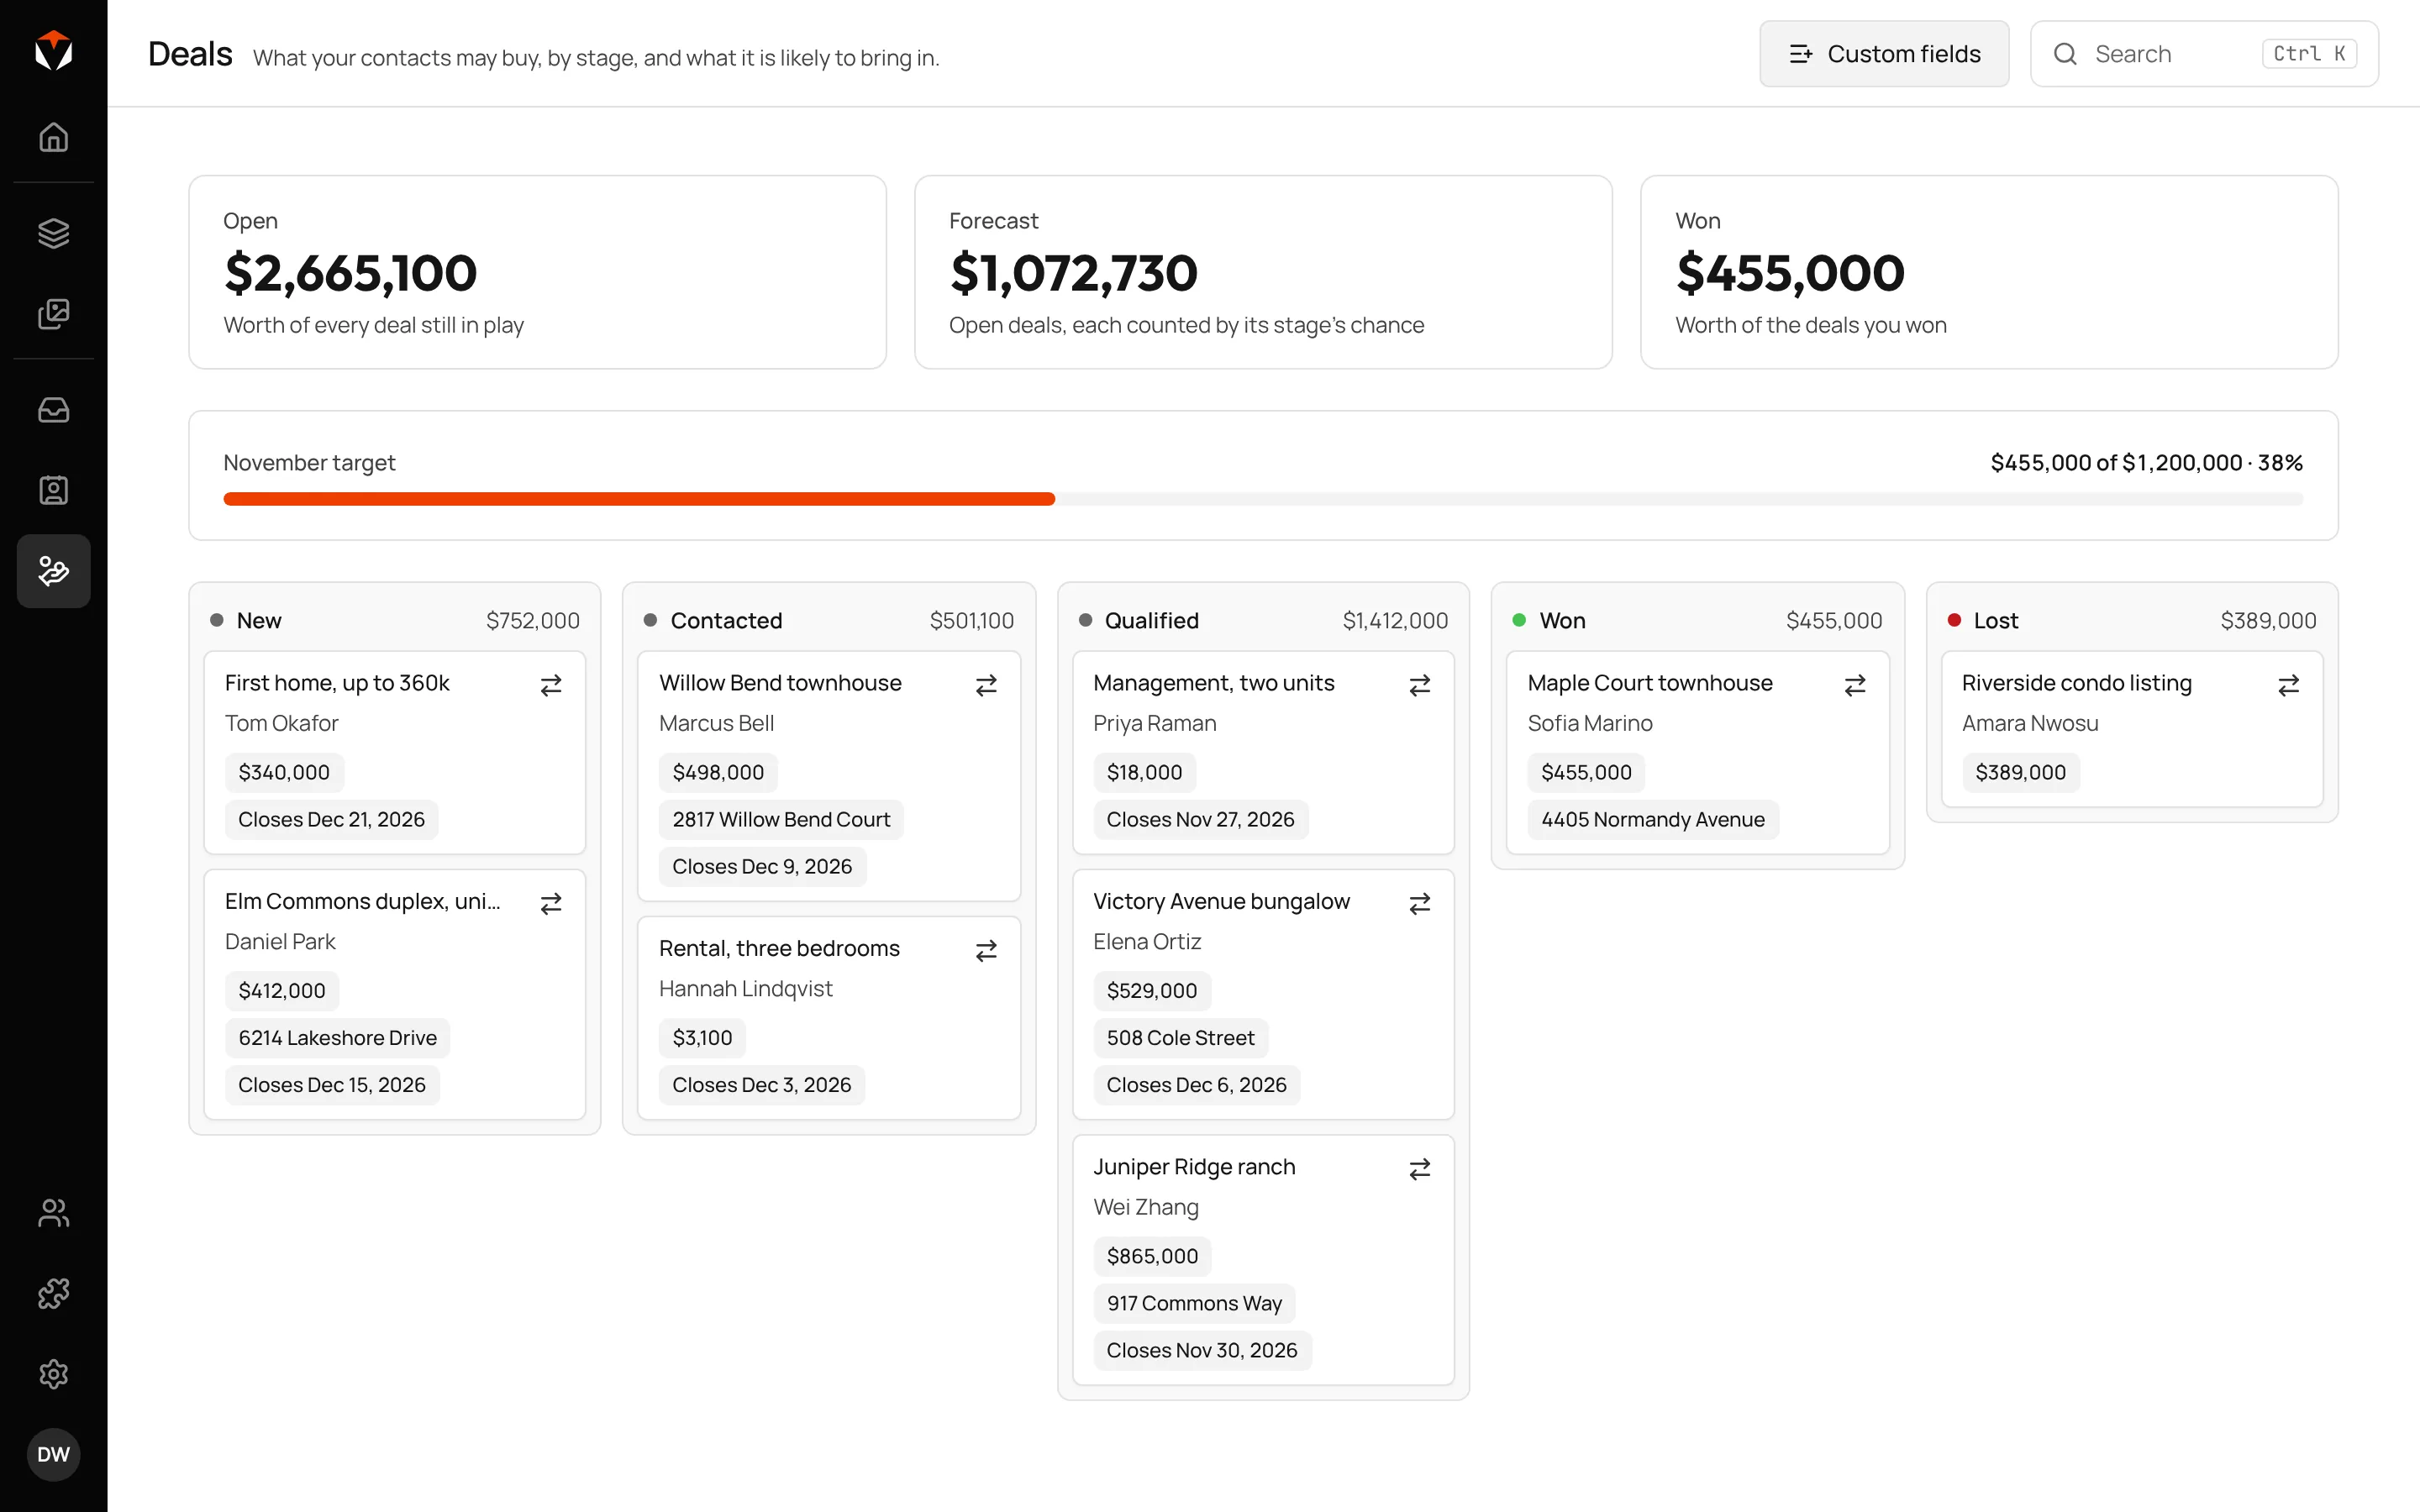 Deals
What your contacts may buy, by stage, and what it is likely to bring in.
Custom fields
Search
Ctrl K
Open
$2,665,100
Worth of every deal still in play
Forecast
$1,072,730
Open deals, each counted by its stage's chance
Won
$455,000
Worth of the deals you won
November target
$455,000 of $1,200,000 · 38%
New
$752,000
First home, up to 360k
Tom Okafor
$340,000
Closes Dec 21, 2026
Elm Commons duplex, uni...
Daniel Park
$412,000
6214 Lakeshore Drive
Closes Dec 15, 2026
Contacted
$501,100
Willow Bend townhouse
Marcus Bell
$498,000
2817 Willow Bend Court
Closes Dec 9, 2026
Rental, three bedrooms
Hannah Lindqvist
$3,100
Closes Dec 3, 2026
Qualified
$1,412,000
Management, two units
Priya Raman
$18,000
Closes Nov 27, 2026
Victory Avenue bungalow
Elena Ortiz
$529,000
508 Cole Street
Closes Dec 6, 2026
Juniper Ridge ranch
Wei Zhang
$865,000
917 Commons Way
Closes Nov 30, 2026
Won
$455,000
Maple Court townhouse
Sofia Marino
$455,000
4405 Normandy Avenue
Lost
$389,000
Riverside condo listing
Amara Nwosu
$389,000
DW